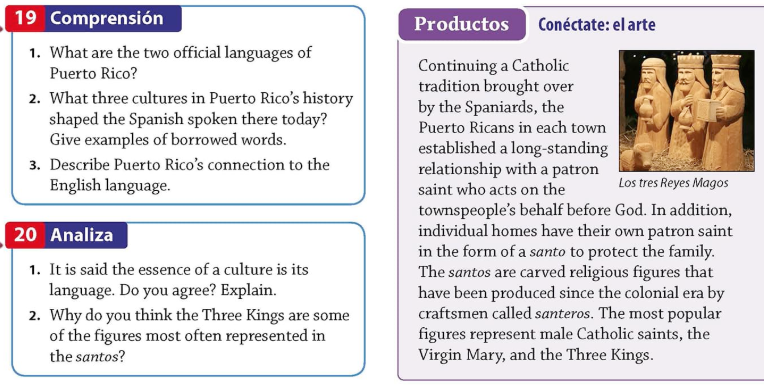 19 Comprensión
1. What are the two official languages of
Puerto Rico?
2. What three cultures in Puerto Rico's history
shaped the Spanish spoken there today?
Give examples of borrowed words.
3. Describe Puerto Rico's connection to the
English language.
20 Analiza
1. It is said the essence of a culture is its
language. Do you agree? Explain.
2. Why do you think the Three Kings are some
of the figures most often represented in
the santos?
Productos Conéctate: el arte
Continuing a Catholic
tradition brought over
by the Spaniards, the
Puerto Ricans in each town
established a long-standing
relationship with a patron
saint who acts on the
townspeople's behalf before God. In addition,
individual homes have their own patron saint
in the form of a santo to protect the family.
The santos are carved religious figures that
have been produced since the colonial era by
craftsmen called santeros. The most popular
figures represent male Catholic saints, the
Virgin Mary, and the Three Kings.
Los tres Reyes Magos